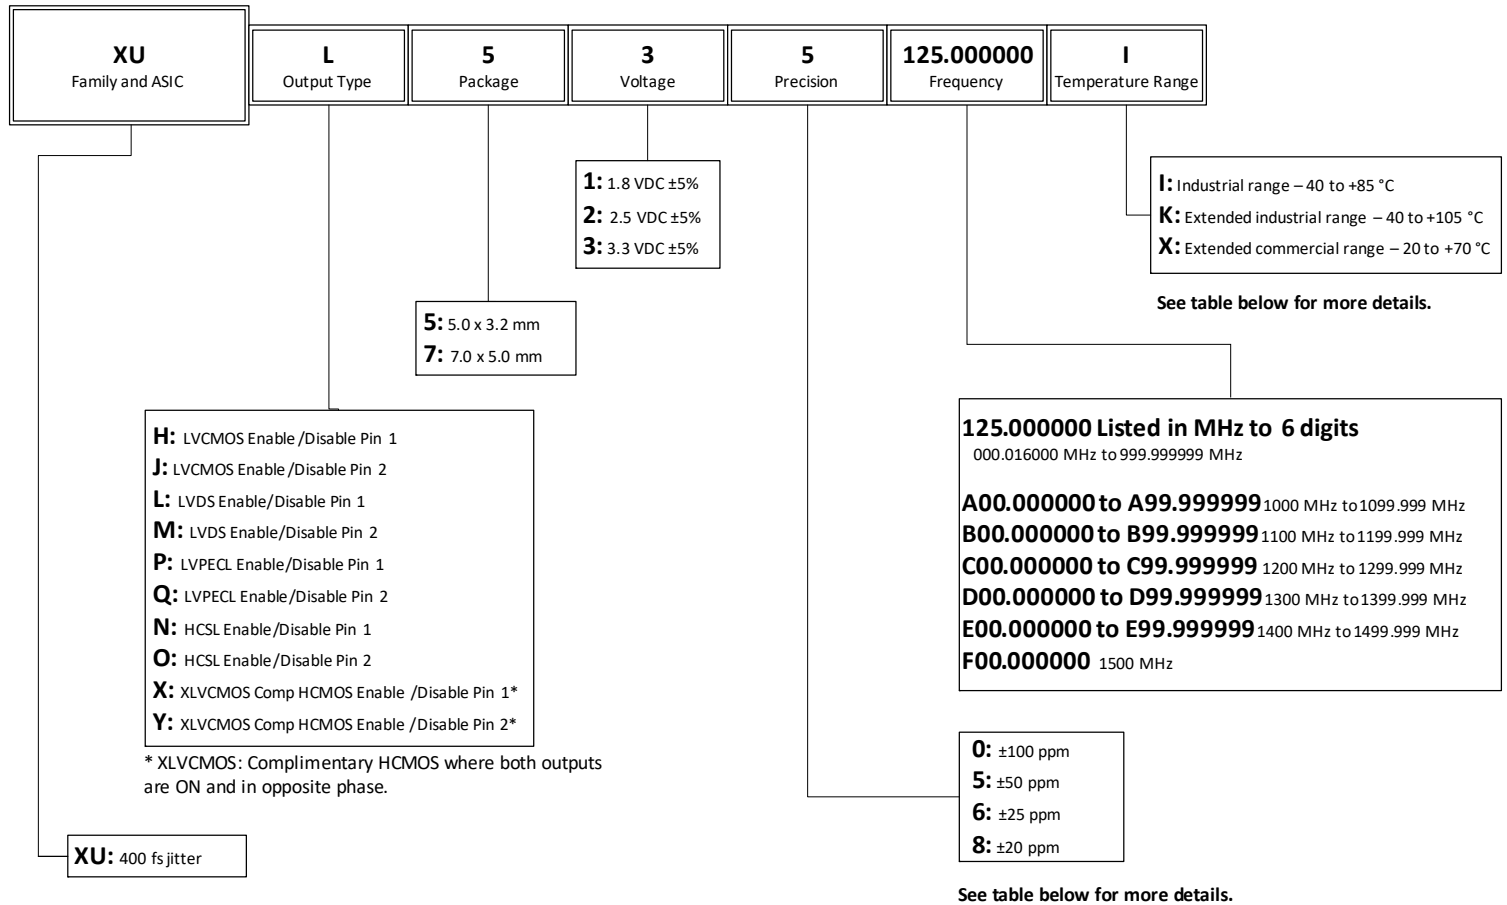 XU
Family and ASIC
L
Output Type
5
Package
3
Voltage
5
Precision
125.000000
Frequency
I
Temperature Range
1: 1.8 VDC ±5%
2: 2.5 VDC ±5%
3: 3.3 VDC ±5%
I: Industrial range – 40 to +85 °C
K: Extended industrial range – 40 to +105 °C
X: Extended commercial range – 20 to +70 °C
See table below for more details.
5: 5.0 x 3.2 mm
7: 7.0 x 5.0 mm
H: LVCMOS Enable/Disable Pin 1
J: LVCMOS Enable/Disable Pin 2
L: LVDS Enable/Disable Pin 1
M: LVDS Enable/Disable Pin 2
P: LVPECL Enable/Disable Pin 1
Q: LVPECL Enable/Disable Pin 2
N: HCSL Enable/Disable Pin 1
O: HCSL Enable/Disable Pin 2
X: XLVCMOS Comp HCMOS Enable/Disable Pin 1*
Y: XLVCMOS Comp HCMOS Enable/Disable Pin 2*
* XLVCMOS: Complimentary HCMOS where both outputs
are ON and in opposite phase.
125.000000 Listed in MHz to 6 digits
000.016000 MHz to 999.999999 MHz
A00.000000 to A99.999999 1000 MHz to 1099.999 MHz
B00.000000 to B99.999999 1100 MHz to 1199.999 MHz
C00.000000 to C99.999999 1200 MHz to 1299.999 MHz
D00.000000 to D99.999999 1300 MHz to 1399.999 MHz
E00.000000 to E99.999999 1400 MHz to 1499.999 MHz
F00.000000 1500 MHz
0: ±100 ppm
5: ±50 ppm
6: ±25 ppm
8: ±20 ppm
See table below for more details.
XU: 400 fs jitter